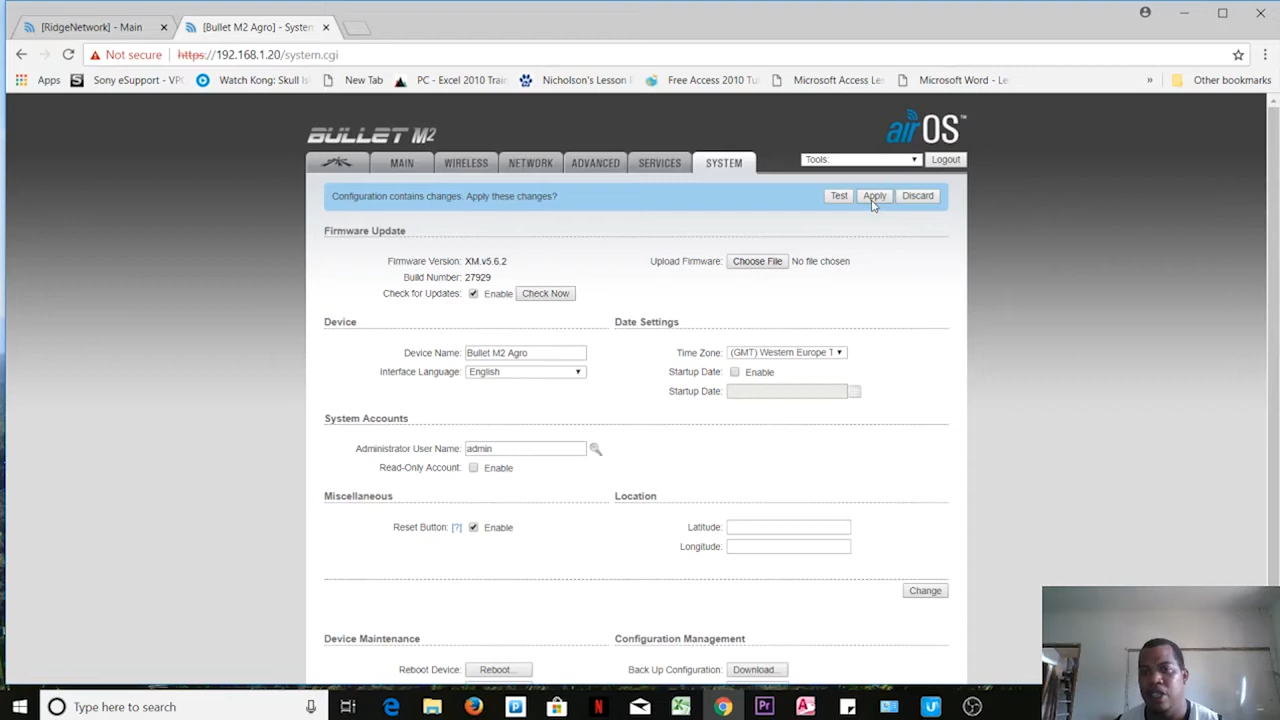 [RidgeNetwork] - Main
[Bullet M2 Agro] - System
Not secure https://192.168.1.20/system.cgi
Apps Sony eSupport - VPC Watch Kong: Skull Is New Tab PC - Excel 2010 Train Nicholson's Lesson Free Access 2010 Tu Microsoft Access Le Microsoft Word - Le » Other bookmarks
BULLET M2
airOS™
MAIN WIRELESS NETWORK ADVANCED SERVICES SYSTEM Tools: Logout
Configuration contains changes. Apply these changes? Test Apply Discard
Firmware Update
Firmware Version: XM.v5.6.2 Upload Firmware: Choose File No file chosen
Build Number: 27929
Check for Updates: Enable Check Now
Device Date Settings
Device Name: Bullet M2 Agro Time Zone: (GMT) Western Europe T
Interface Language: English Startup Date: Enable
Startup Date:
System Accounts
Administrator User Name: admin
Read-Only Account: Enable
Miscellaneous Location
Reset Button: [?] Enable Latitude:
Longitude:
Change
Device Maintenance Configuration Management
Reboot Device: Reboot... Back Up Configuration: Download...
Type here to search